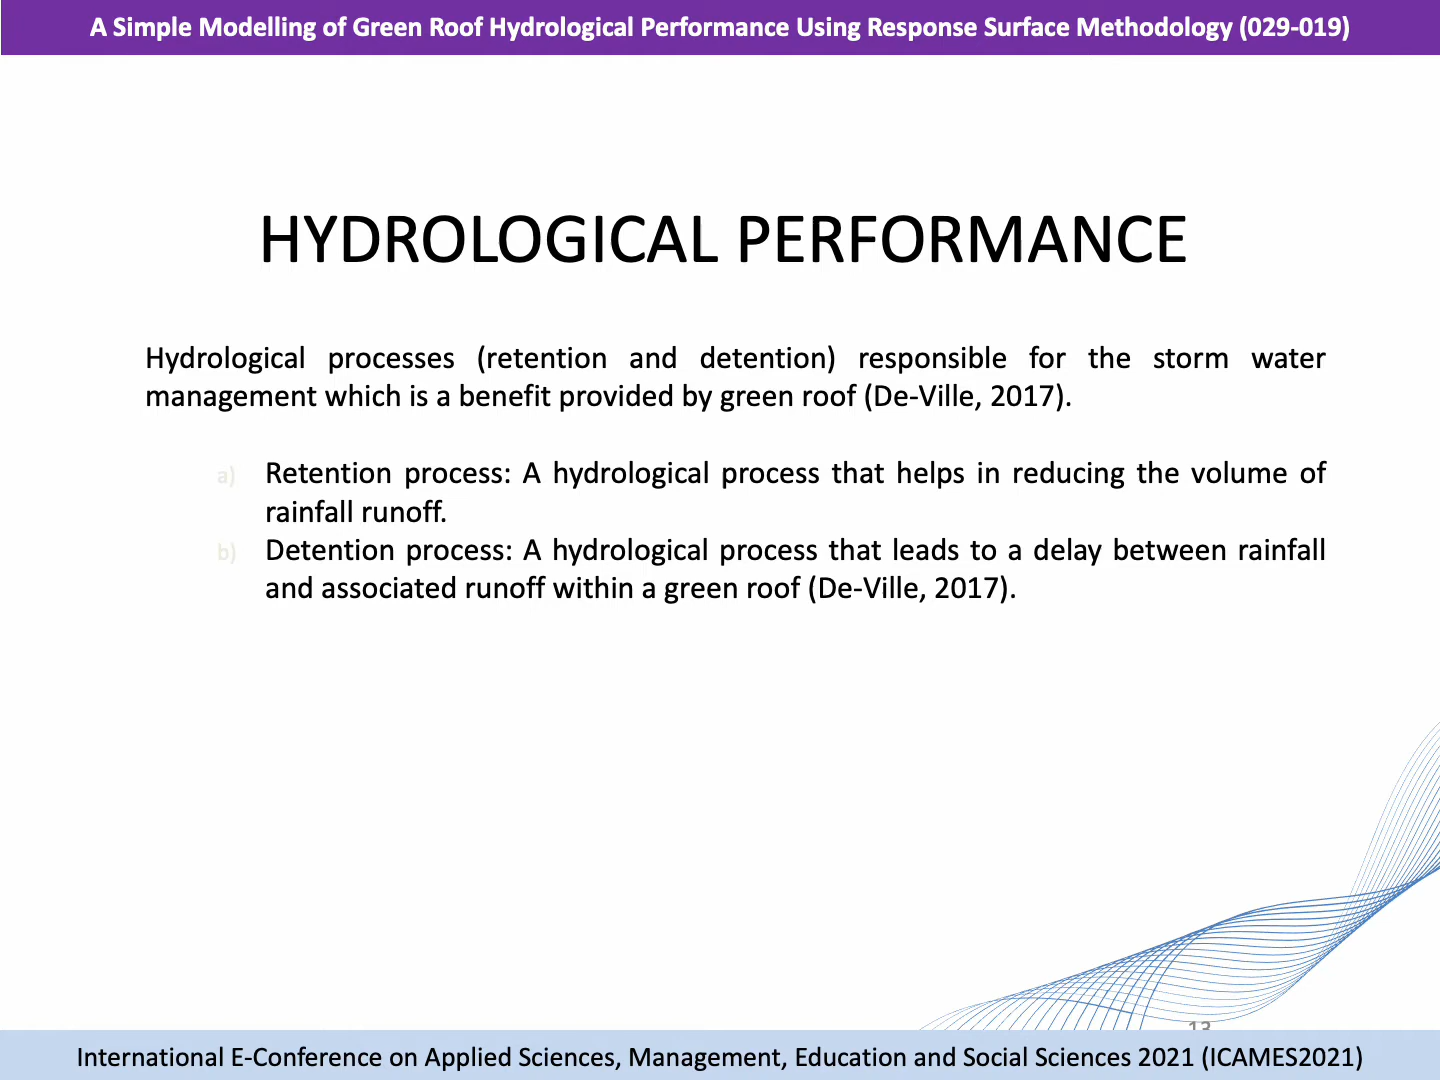 A Simple Modelling of Green Roof Hydrological Performance Using Response Surface Methodology (029-019)
HYDROLOGICAL PERFORMANCE
Hydrological processes (retention and detention) responsible for the storm water
management which is a benefit provided by green roof (De-Ville, 2017).
a) Retention process: A hydrological process that helps in reducing the volume of
rainfall runoff.
b) Detention process: A hydrological process that leads to a delay between rainfall
and associated runoff within a green roof (De-Ville, 2017).
13
International E-Conference on Applied Sciences, Management, Education and Social Sciences 2021 (ICAMES2021)